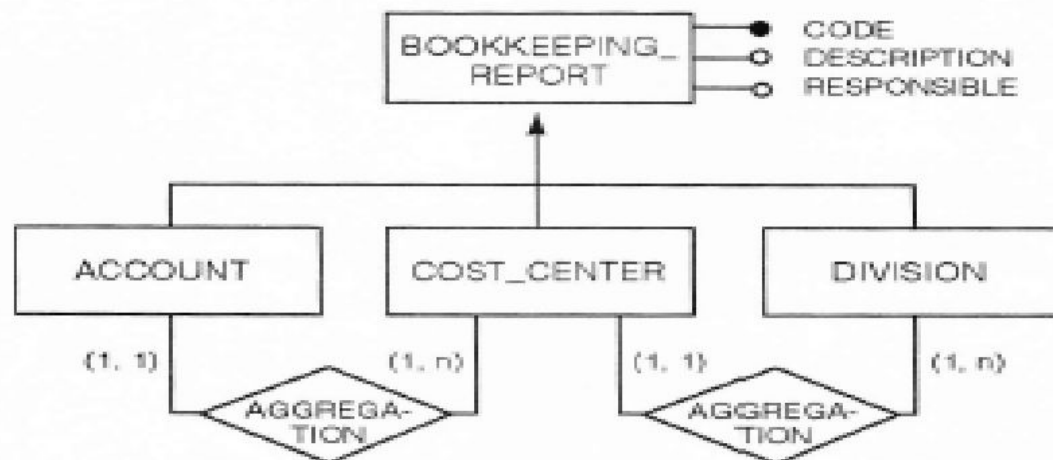 BOOKKEEPING_
REPORT
CODE
DESCRIPTION
RESPONSIBLE
ACCOUNT
COST_CENTER
DIVISION
(1, 1)
(1, n)
(1, 1)
(1, n)
AGGREGA-
TION
AGGREGA-
TION